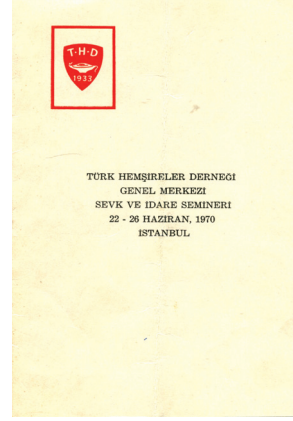 T·H·D
1933
TÜRK HEMŞİRELER DERNEĞİ
GENEL MERKEZİ
SEVK VE İDARE SEMİNERİ
22 - 26 HAZİRAN, 1970
İSTANBUL